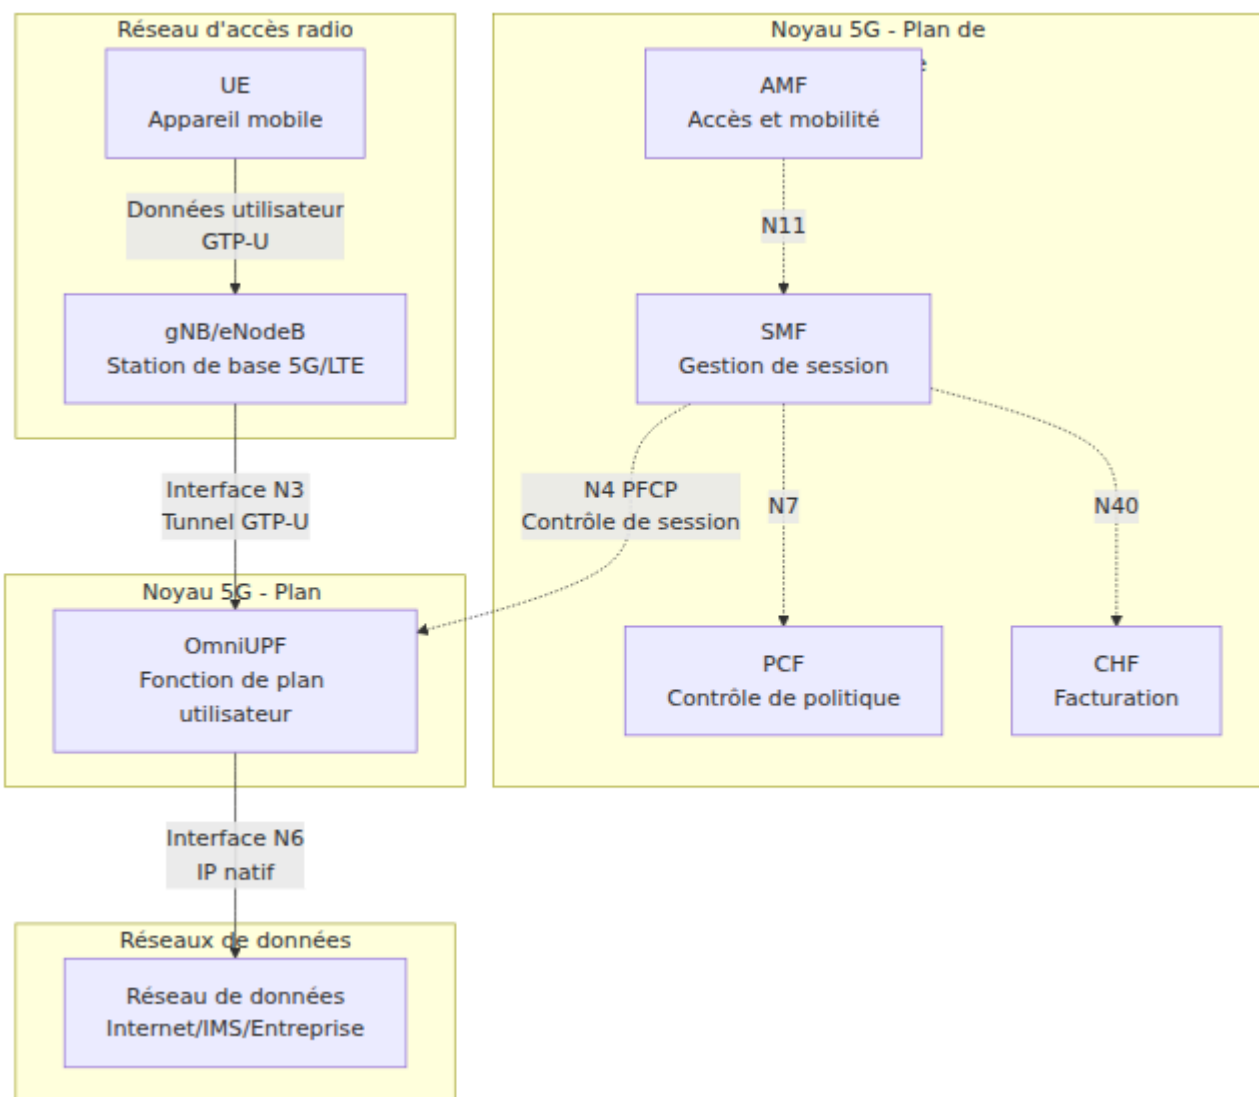 Réseau d'accès radio
UE
Appareil mobile
Données utilisateur
GTP-U
gNB/eNodeB
Station de base 5G/LTE
Interface N3
Tunnel GTP-U
Noyau 5G - Plan
OmniUPF
Fonction de plan
utilisateur
Interface N6
IP natif
Réseaux de données
Réseau de données
Internet/IMS/Entreprise
Noyau 5G - Plan de
AMF
Accès et mobilité
N11
SMF
Gestion de session
N4 PFCP
Contrôle de session
N7
N40
PCF
Contrôle de politique
CHF
Facturation